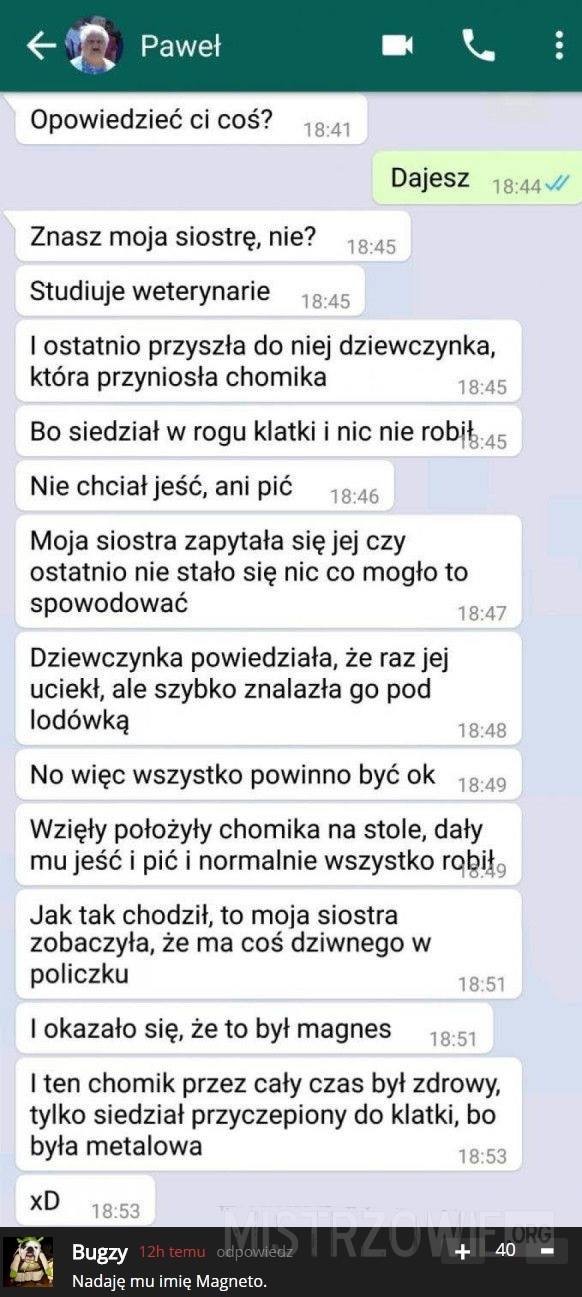 Paweł
Opowiedzieć ci coś? 18:41
Dajesz 18:44
Znasz moja siostrę, nie? 18:45
Studiuje weterynarie 18:45
I ostatnio przyszła do niej dziewczynka,
która przyniosła chomika 18:45
Bo siedział w rogu klatki i nic nie robił 18:45
Nie chciał jeść, ani pić 18:46
Moja siostra zapytała się jej czy
ostatnio nie stało się nic co mogło to
spowodować 18:47
Dziewczynka powiedziała, że raz jej
uciekł, ale szybko znalazła go pod
lodówką 18:48
No więc wszystko powinno być ok 18:49
Wzięły położyły chomika na stole, dały
mu jeść i pić i normalnie wszystko robił 18:49
Jak tak chodził, to moja siostra
zobaczyła, że ma coś dziwnego w
policzku 18:51
I okazało się, że to był magnes 18:51
I ten chomik przez cały czas był zdrowy,
tylko siedział przyczepiony do klatki, bo
była metalowa 18:53
xD 18:53
MISTRZOWIE.ORG
Bugzy 12h temu odpowiedz + 40 -
Nadaję mu imię Magneto.